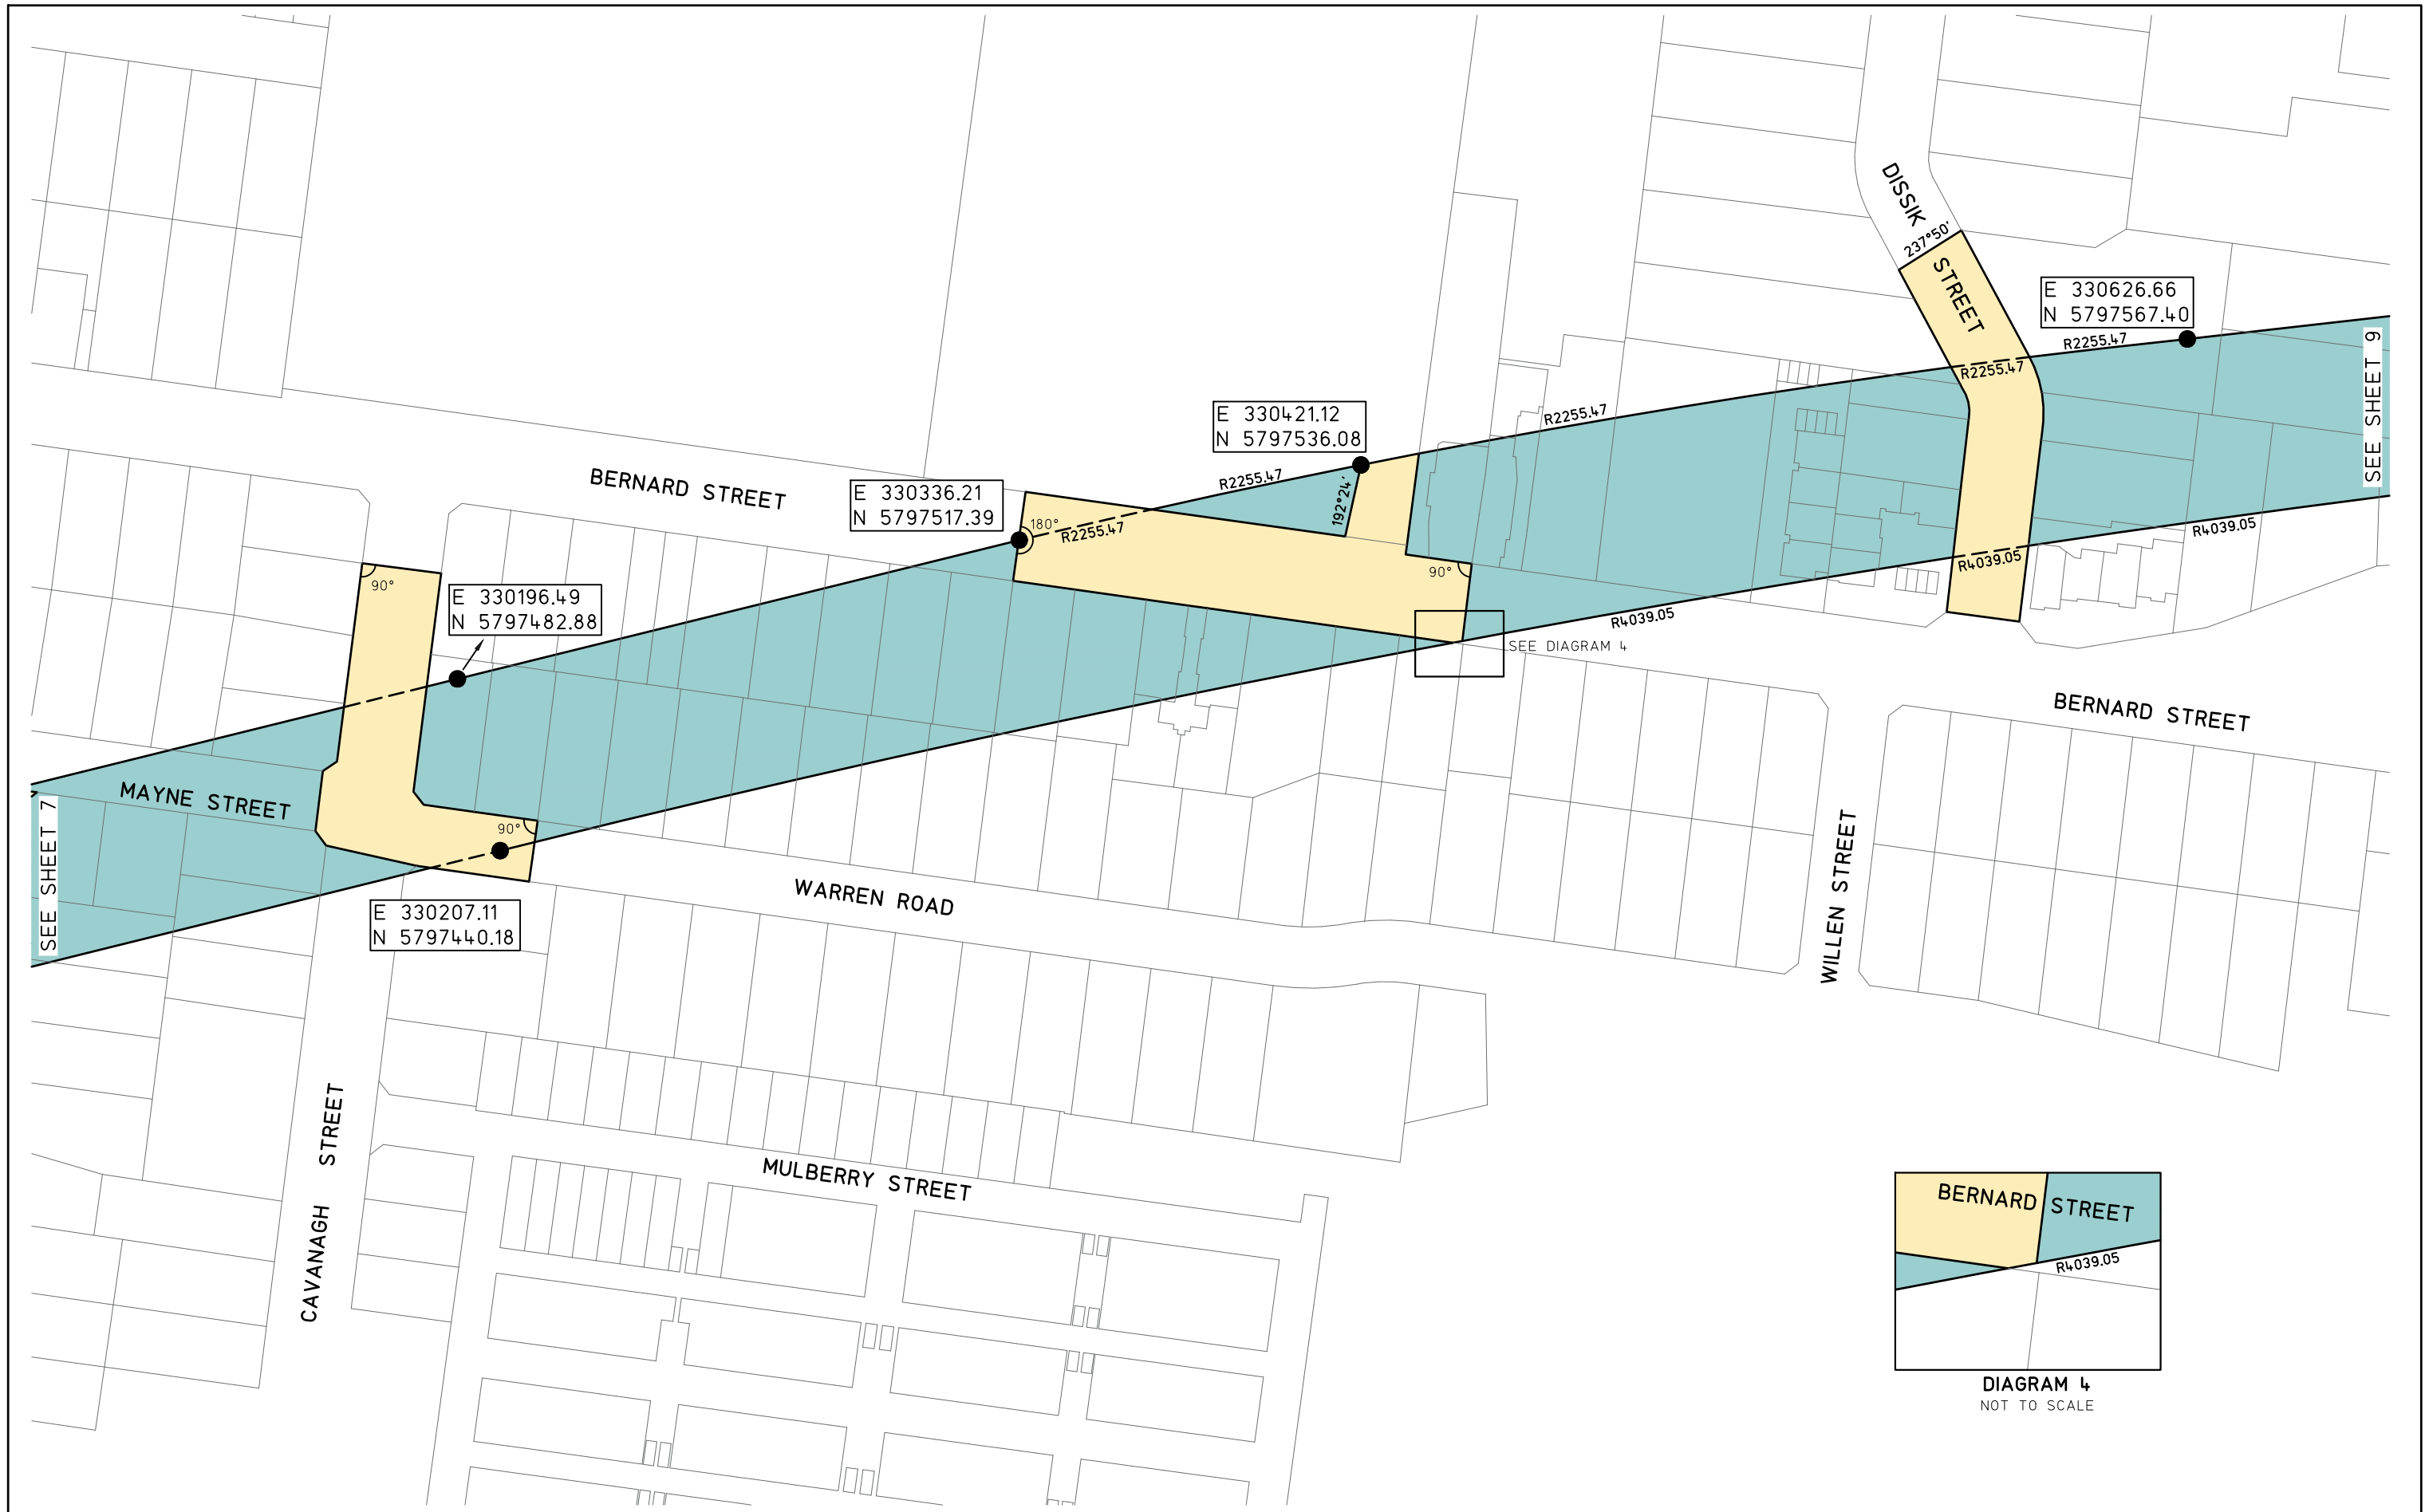 DISSIK STREET
237°50'
E 330626.66
N 5797567.40
R2255.47
R2255.47
SEE SHEET 9
E 330421.12
N 5797536.08
R2255.47
BERNARD STREET
R2255.47
E 330336.21
N 5797517.39
180°
R2255.47
192°24'
R4039.05
R4039.05
90°
90°
E 330196.49
N 5797482.88
R4039.05
SEE DIAGRAM 4
BERNARD STREET
MAYNE STREET
SEE SHEET 7
90°
WILLEN STREET
WARREN ROAD
E 330207.11
N 5797440.18
CAVANAGH STREET
MULBERRY STREET
BERNARD STREET
R4039.05
DIAGRAM 4
NOT TO SCALE